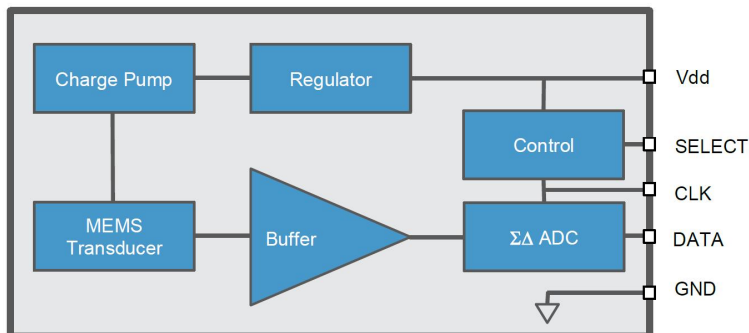 Charge Pump
Regulator
Vdd
Control
SELECT
CLK
MEMS
Transducer
Buffer
ΣΔ ADC
DATA
GND